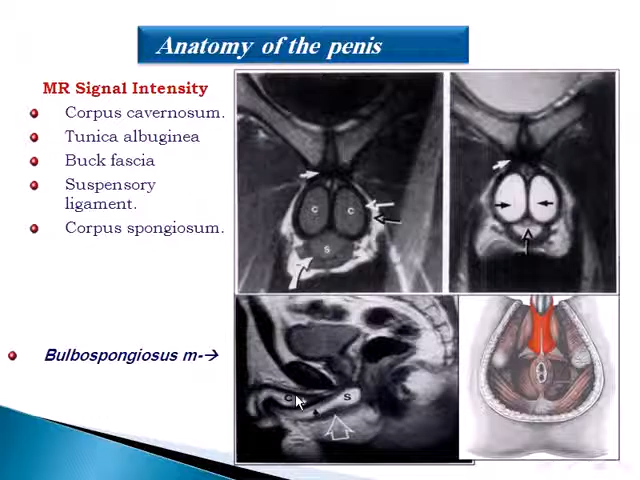 Anatomy of the penis
MR Signal Intensity
Corpus cavernosum.
Tunica albuginea
Buck fascia
Suspensory
ligament.
Corpus spongiosum.
Bulbospongiosus m-→
C C
S
C S